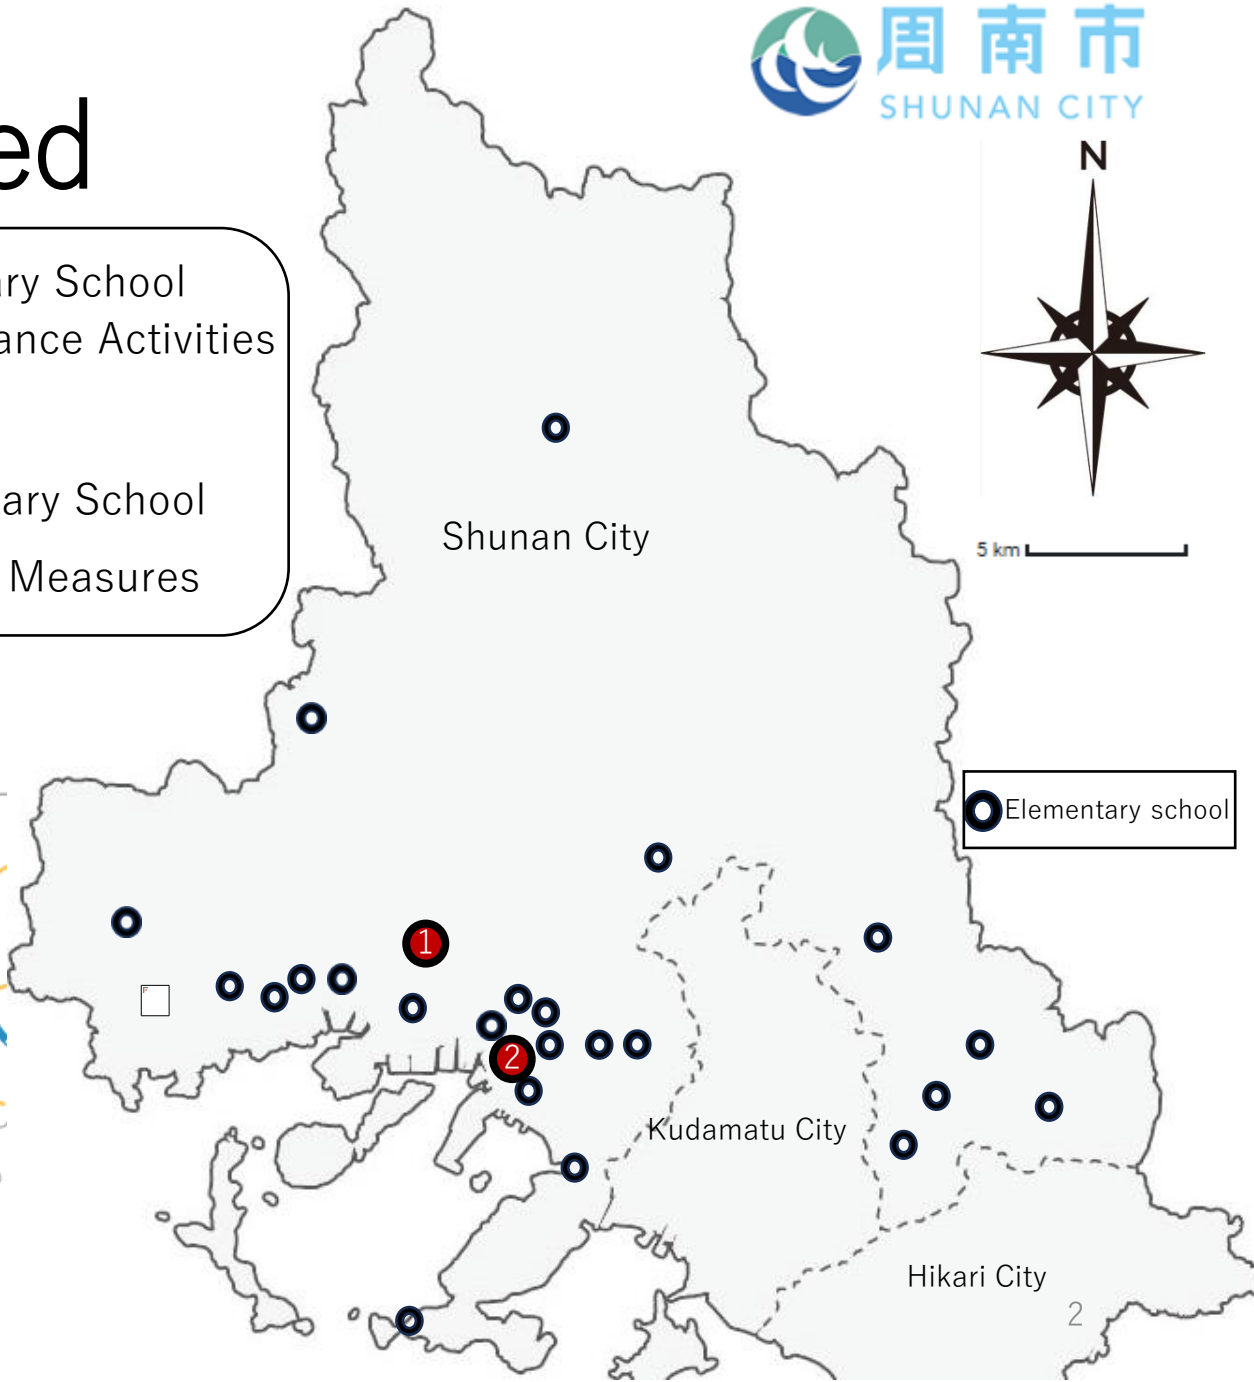 周南市
SHUNAN CITY
N
ed
ary School
ance Activities
ary School
Measures
Shunan City
5 km
Elementary school
1
2
Kudamatu City
Hikari City
2